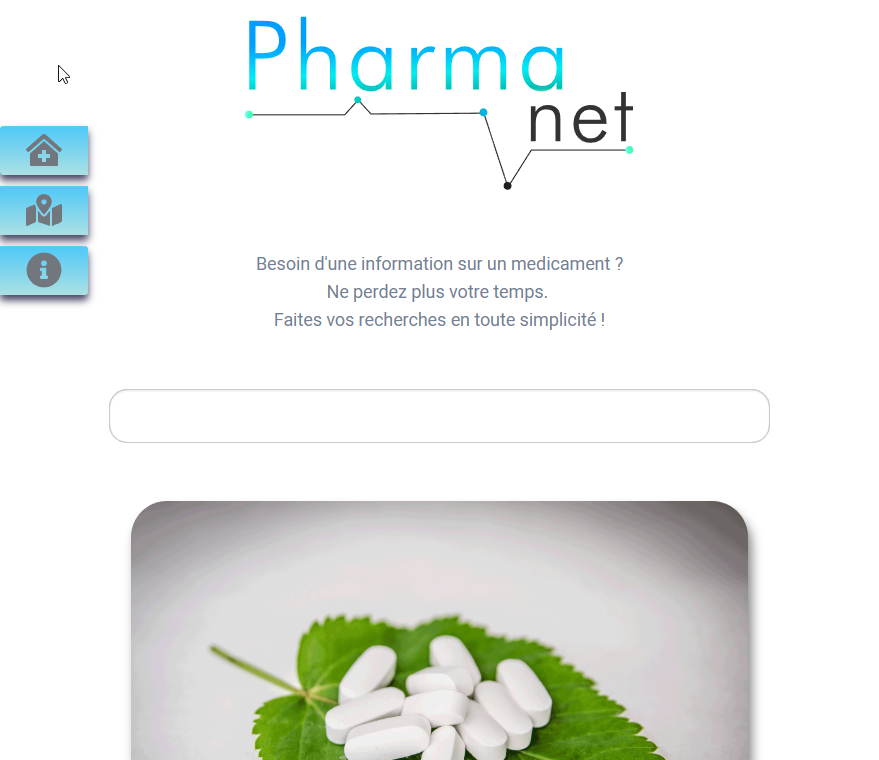 Pharma
net
Besoin d'une information sur un medicament ?
Ne perdez plus votre temps.
Faites vos recherches en toute simplicité !